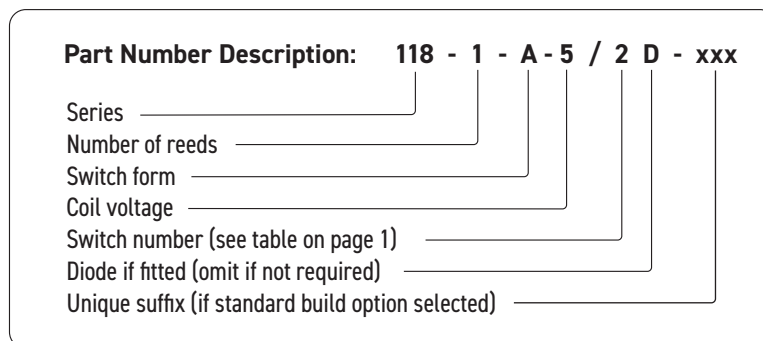 Part Number Description: 118 - 1 - A - 5 / 2 D - xxx
Series
Number of reeds
Switch form
Coil voltage
Switch number (see table on page 1)
Diode if fitted (omit if not required)
Unique suffix (if standard build option selected)